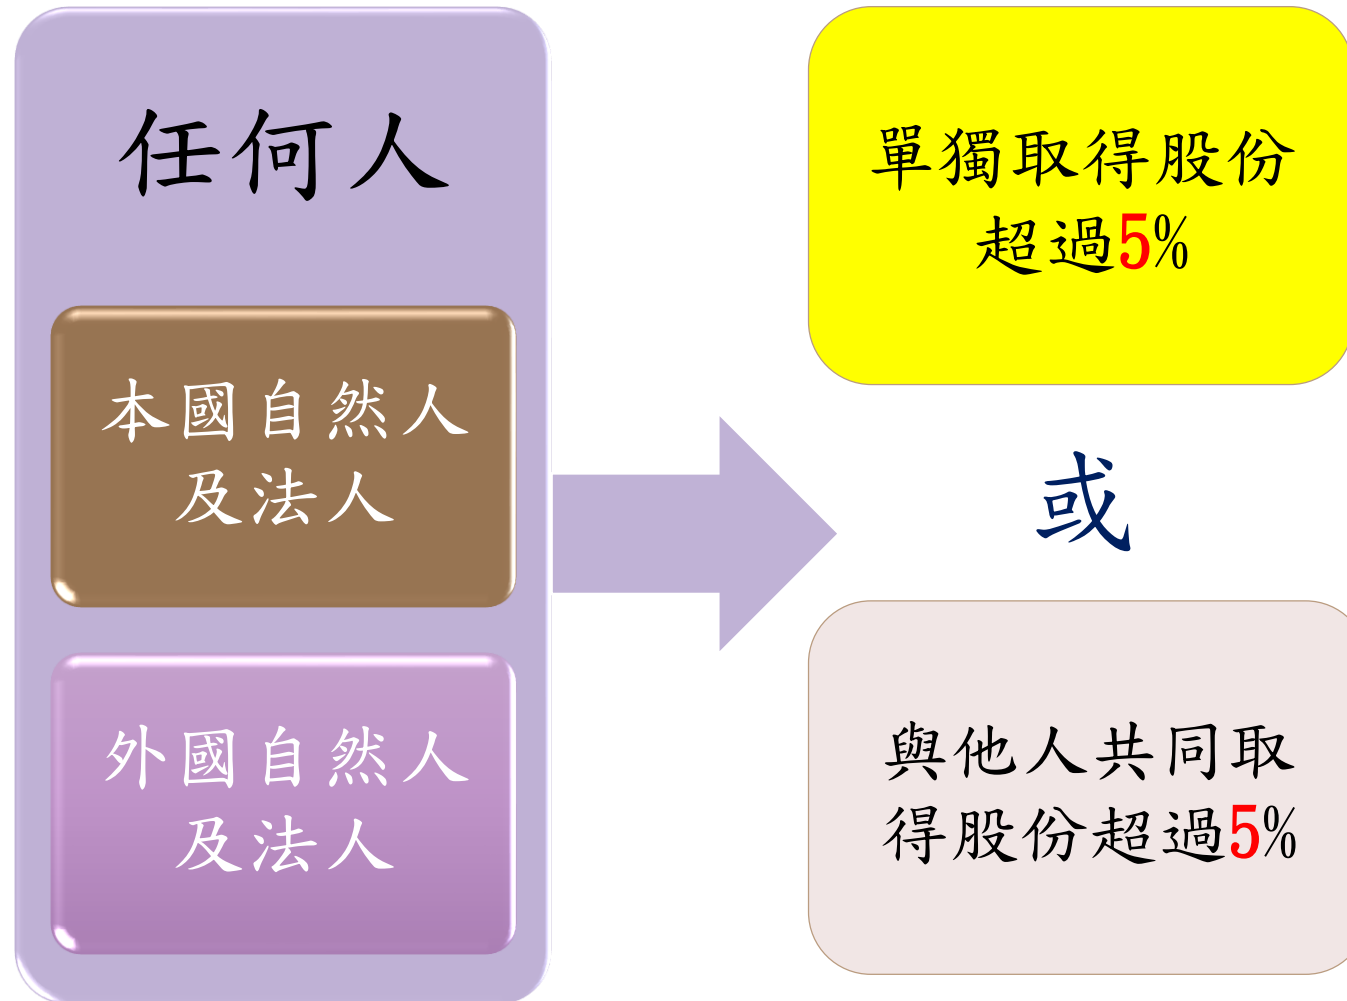 任何人
本國自然人
及法人
外國自然人
及法人
單獨取得股份
超過5%
或
與他人共同取
得股份超過5%